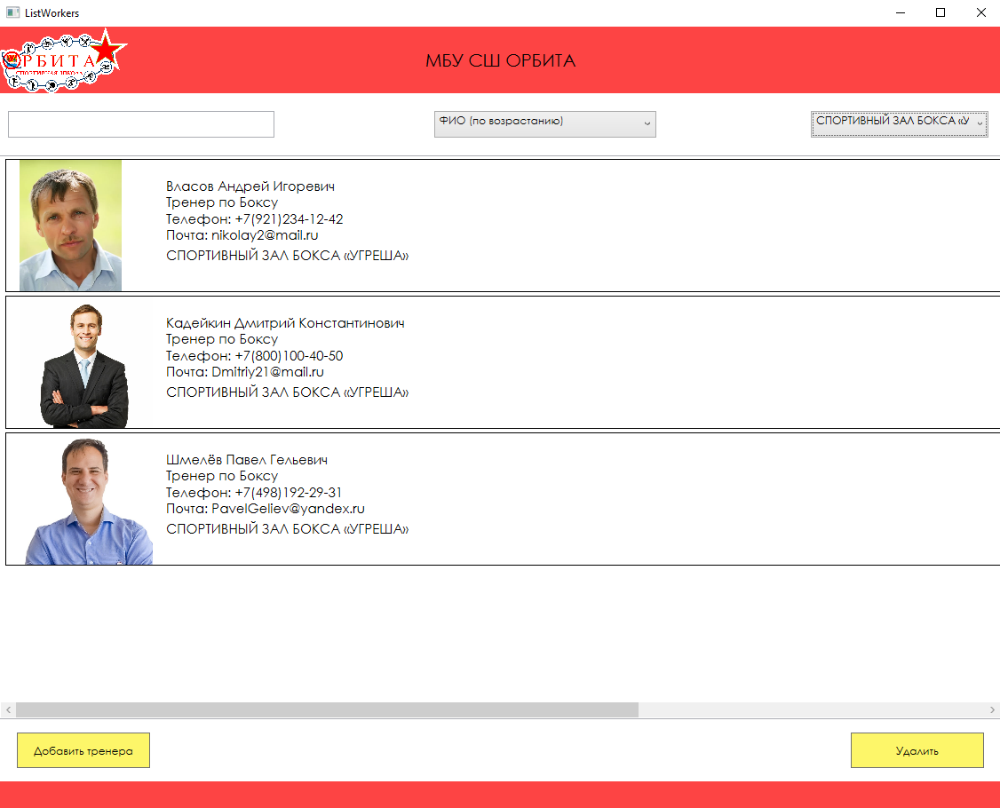 ListWorkers
ОРБИТА
СПОРТИВНАЯ ШКОЛА
МБУ СШ ОРБИТА
ФИО (по возрастанию)
СПОРТИВНЫЙ ЗАЛ БОКСА «У
Власов Андрей Игоревич
Тренер по Боксу
Телефон: +7(921)234-12-42
Почта: nikolay2@mail.ru
СПОРТИВНЫЙ ЗАЛ БОКСА «УГРЕША»
Кадейкин Дмитрий Константинович
Тренер по Боксу
Телефон: +7(800)100-40-50
Почта: Dmitriy21@mail.ru
СПОРТИВНЫЙ ЗАЛ БОКСА «УГРЕША»
Шмелёв Павел Гельевич
Тренер по Боксу
Телефон: +7(498)192-29-31
Почта: PavelGeliev@yandex.ru
СПОРТИВНЫЙ ЗАЛ БОКСА «УГРЕША»
Добавить тренера
Удалить